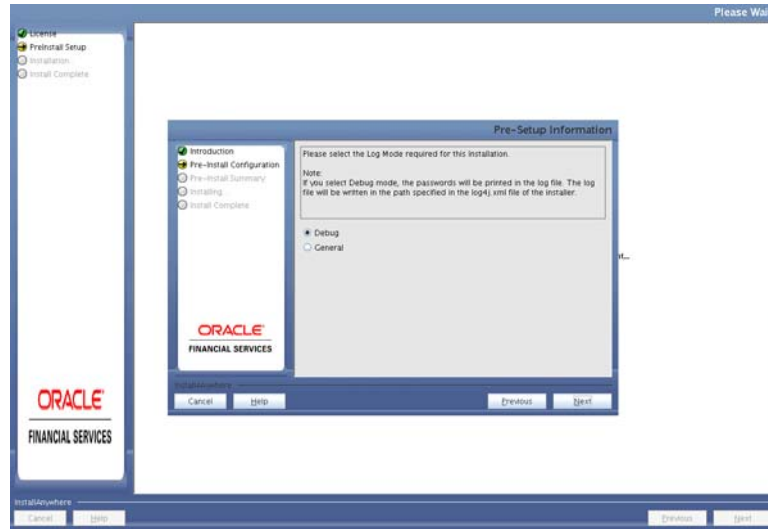 Please Wai
License
Preinstall Setup
Installation
Install Complete
Pre-Setup Information
Introduction
Pre-Install Configuration
Pre-Install Summary
Installing...
Install Complete
Please select the Log Mode required for this installation.
Note:
If you select Debug mode, the passwords will be printed in the log file. The log
file will be written in the path specified in the log4j.xml file of the installer.
Debug
General
nt...
ORACLE
FINANCIAL SERVICES
InstallAnywhere
Cancel
Help
Previous
Next
ORACLE
FINANCIAL SERVICES
InstallAnywhere
Cancel
Help
Previous
Next